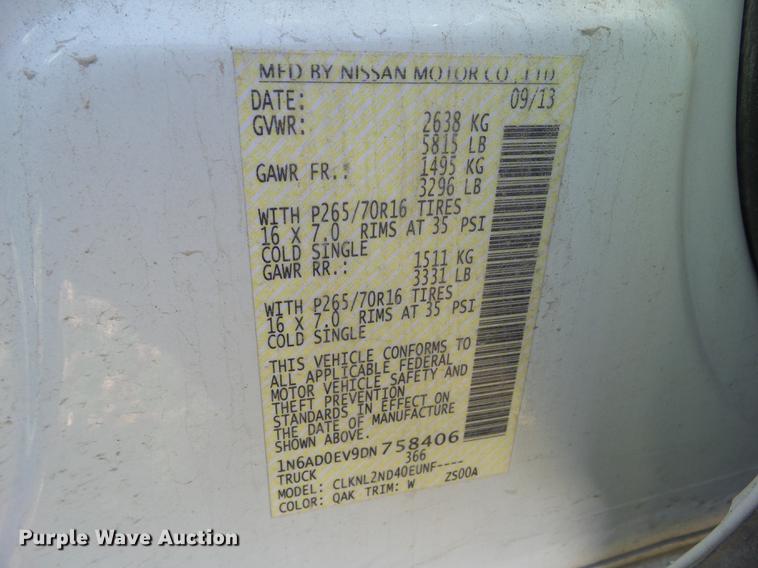 MFD BY NISSAN MOTOR CO., LTD
DATE: 09/13
GVWR: 2638 KG
5815 LB
GAWR FR.: 1495 KG
3296 LB
WITH P265/70R16 TIRES
16 X 7.0 RIMS AT 35 PSI
COLD SINGLE
GAWR RR.: 1511 KG
3331 LB
WITH P265/70R16 TIRES
16 X 7.0 RIMS AT 35 PSI
COLD SINGLE
THIS VEHICLE CONFORMS TO
ALL APPLICABLE FEDERAL
MOTOR VEHICLE SAFETY AND
THEFT PREVENTION
STANDARDS IN EFFECT ON
THE DATE OF MANUFACTURE
SHOWN ABOVE.
1N6AD0EV9DN758406
TRUCK 366
MODEL: CLKNL2ND40EUNF----
COLOR: QAK TRIM: W ZS00A
Purple Wave Auction